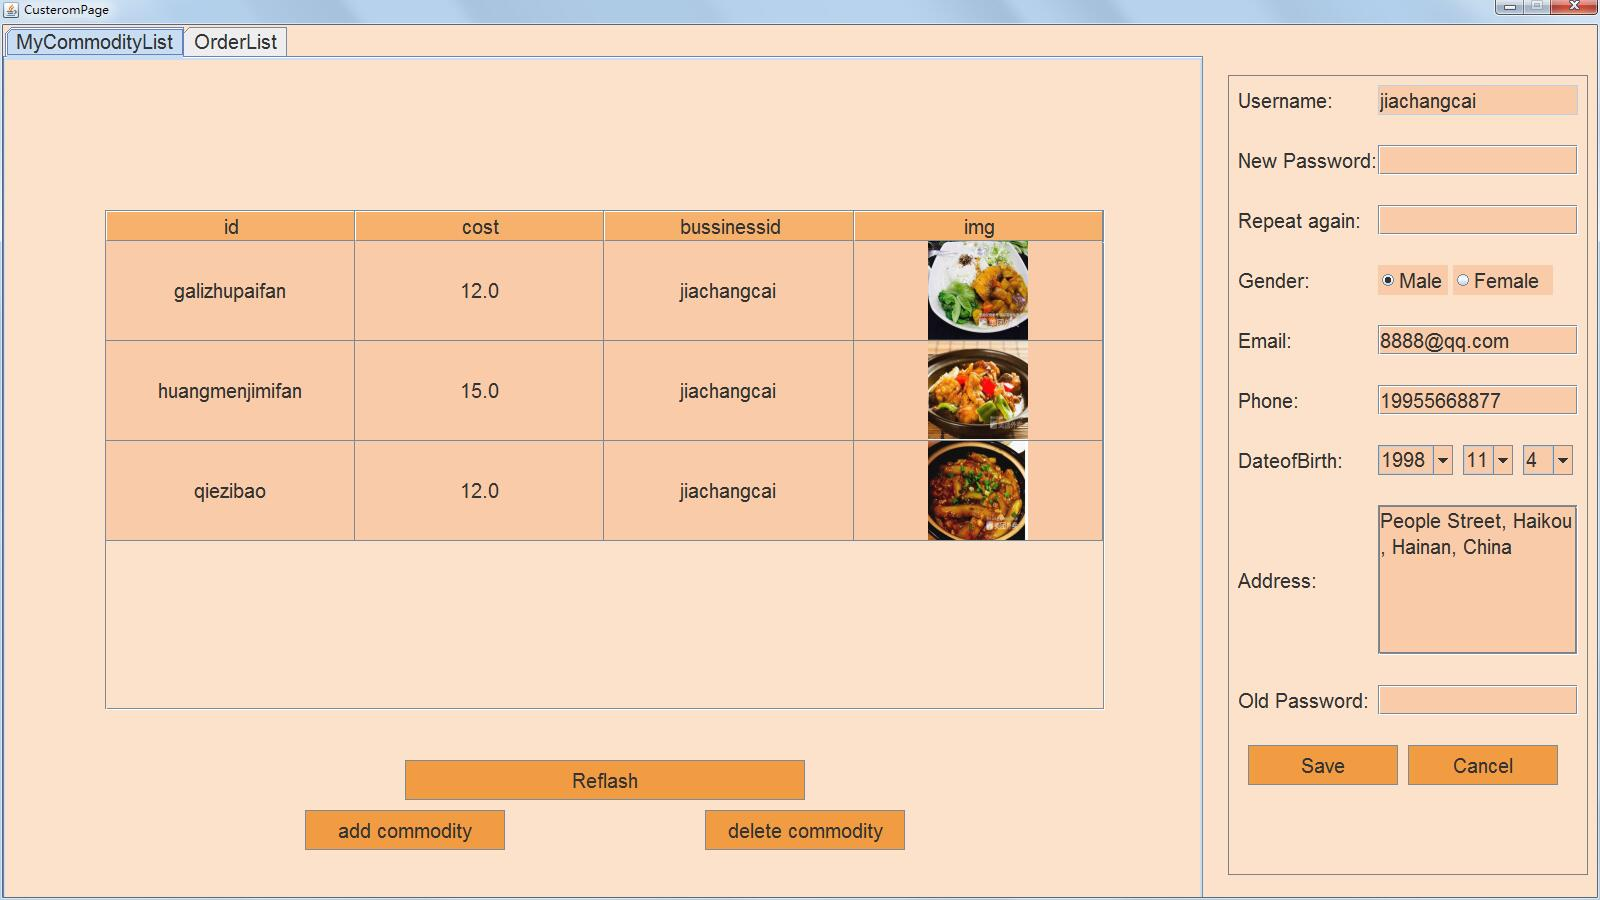 CusteromPage
MyCommodityList
OrderList
id cost bussinessid img
galizhupaifan 12.0 jiachangcai
huangmenjimifan 15.0 jiachangcai
qiezibao 12.0 jiachangcai
Reflash
add commodity
delete commodity
Username: jiachangcai
New Password:
Repeat again:
Gender: Male Female
Email: 8888@qq.com
Phone: 19955668877
DateofBirth: 1998 11 4
Address:
People Street, Haikou
, Hainan, China
Old Password:
Save
Cancel